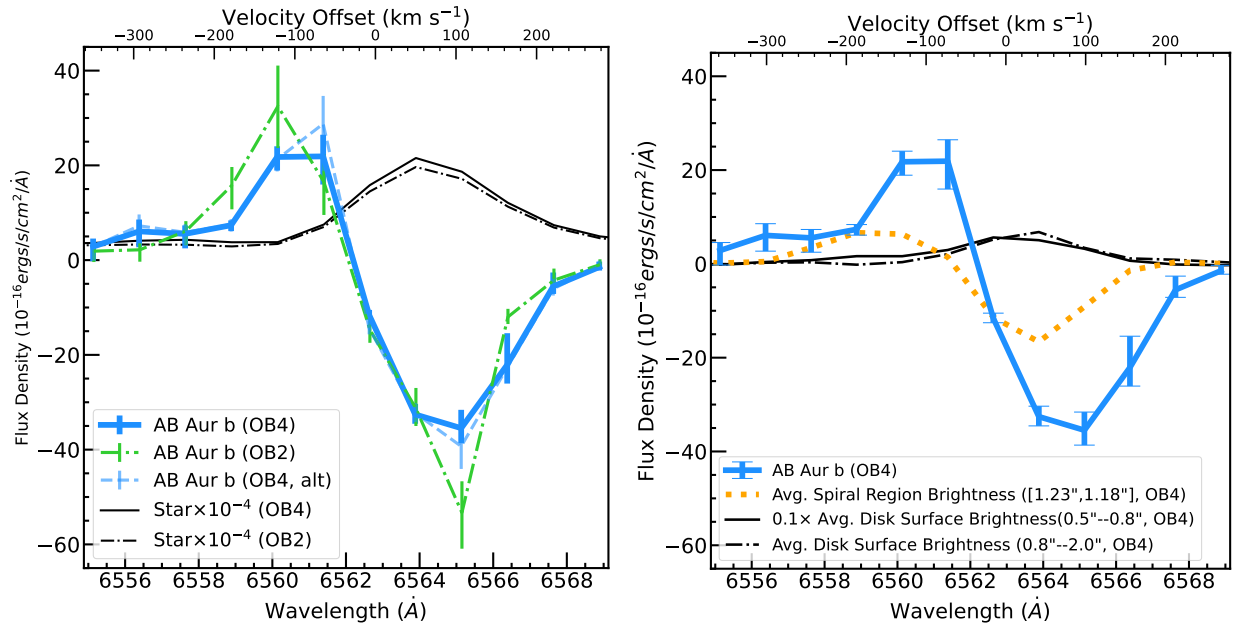 Velocity Offset (km s⁻¹)
−300 −200 −100 0 100 200
40
20
0
−20
−40
−60
Flux Density (10⁻¹⁶ergs/s/cm²/Ȧ)
AB Aur b (OB4)
AB Aur b (OB2)
AB Aur b (OB4, alt)
Star×10⁻⁴ (OB4)
Star×10⁻⁴ (OB2)
6556 6558 6560 6562 6564 6566 6568
Wavelength (Ȧ)
Velocity Offset (km s⁻¹)
−300 −200 −100 0 100 200
40
20
0
−20
−40
−60
Flux Density (10⁻¹⁶ergs/s/cm²/Ȧ)
AB Aur b (OB4)
Avg. Spiral Region Brightness ([1.23",1.18"], OB4)
0.1× Avg. Disk Surface Brightness(0.5"--0.8", OB4)
Avg. Disk Surface Brightness (0.8"--2.0", OB4)
6556 6558 6560 6562 6564 6566 6568
Wavelength (Ȧ)